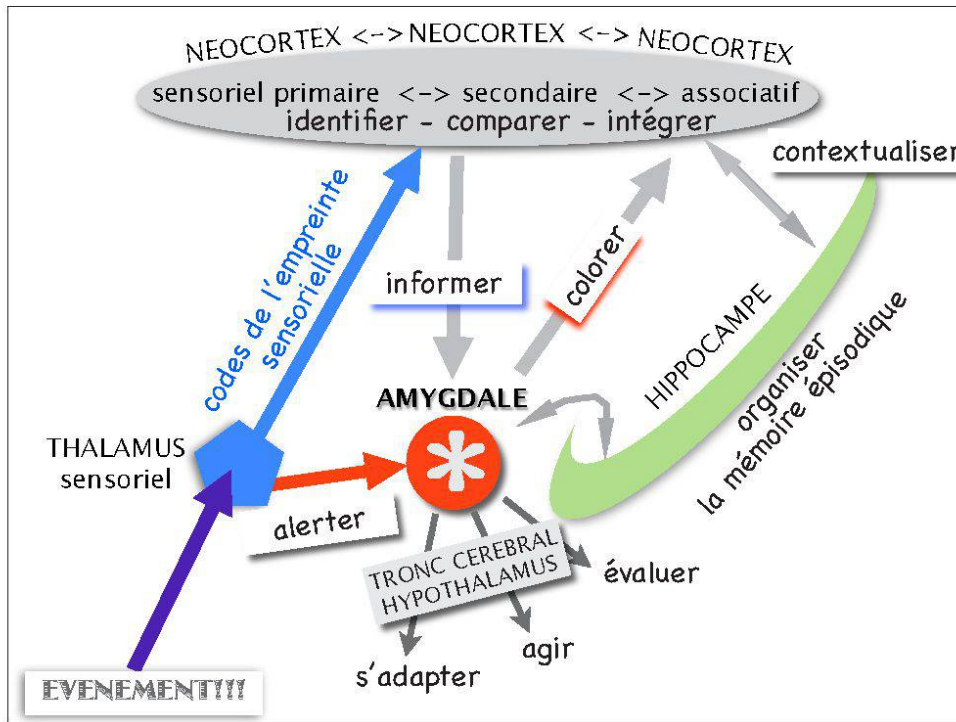 NEOCORTEX <-> NEOCORTEX <-> NEOCORTEX
sensoriel primaire <-> secondaire <-> associatif
identifier - comparer - intégrer
contextualiser
codes de l'empreinte
sensorielle
informer
colorer
HIPPOCAMPE
organiser
la mémoire épisodique
AMYGDALE
THALAMUS
sensoriel
alerter
TRONC CEREBRAL
HYPOTHALAMUS
évaluer
agir
s'adapter
EVENEMENT!!!